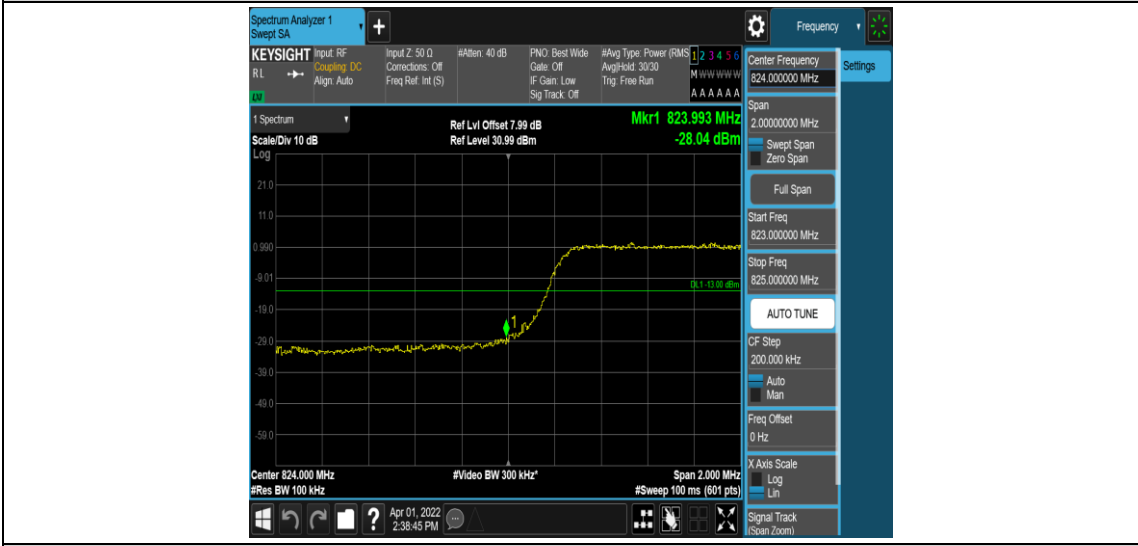 Spectrum Analyzer 1
Swept SA
Frequency
KEYSIGHT
RL
Input: RF
Coupling: DC
Align: Auto
Input Z: 50 Ω
Corrections: Off
Freq Ref: Int (S)
#Atten: 40 dB
PNO: Best Wide
Gate: Off
IF Gain: Low
Sig Track: Off
#Avg Type: Power (RMS
Avg|Hold: 30/30
Trig: Free Run
1 2 3 4 5 6
M W W W W W
A A A A A A
1 Spectrum
Scale/Div 10 dB
Log
Ref Lvl Offset 7.99 dB
Ref Level 30.99 dBm
Mkr1 823.993 MHz
-28.04 dBm
21.0
11.0
0.990
-9.01
-19.0
-29.0
-39.0
-49.0
-59.0
DL1 -13.00 dBm
1
Center 824.000 MHz
#Res BW 100 kHz
#Video BW 300 kHz*
Span 2.000 MHz
#Sweep 100 ms (601 pts)
Apr 01, 2022
2:38:45 PM
Center Frequency
824.000000 MHz
Settings
Span
2.00000000 MHz
Swept Span
Zero Span
Full Span
Start Freq
823.000000 MHz
Stop Freq
825.000000 MHz
AUTO TUNE
CF Step
200.000 kHz
Auto
Man
Freq Offset
0 Hz
X Axis Scale
Log
Lin
Signal Track
(Span Zoom)